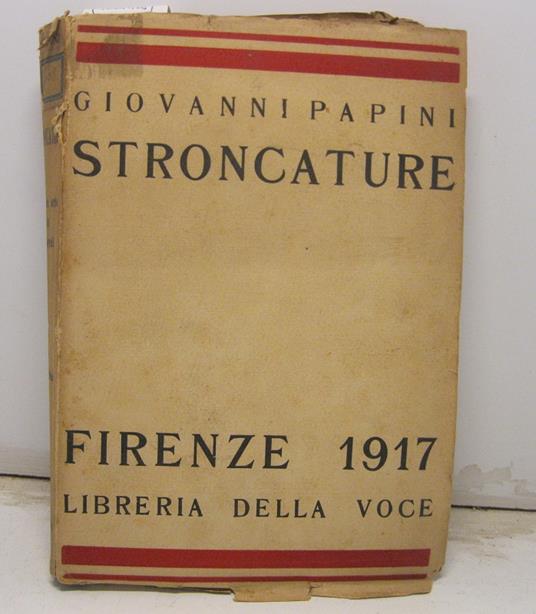 GIOVANNI PAPINI
STRONCATURE
FIRENZE 1917
LIBRERIA DELLA VOCE